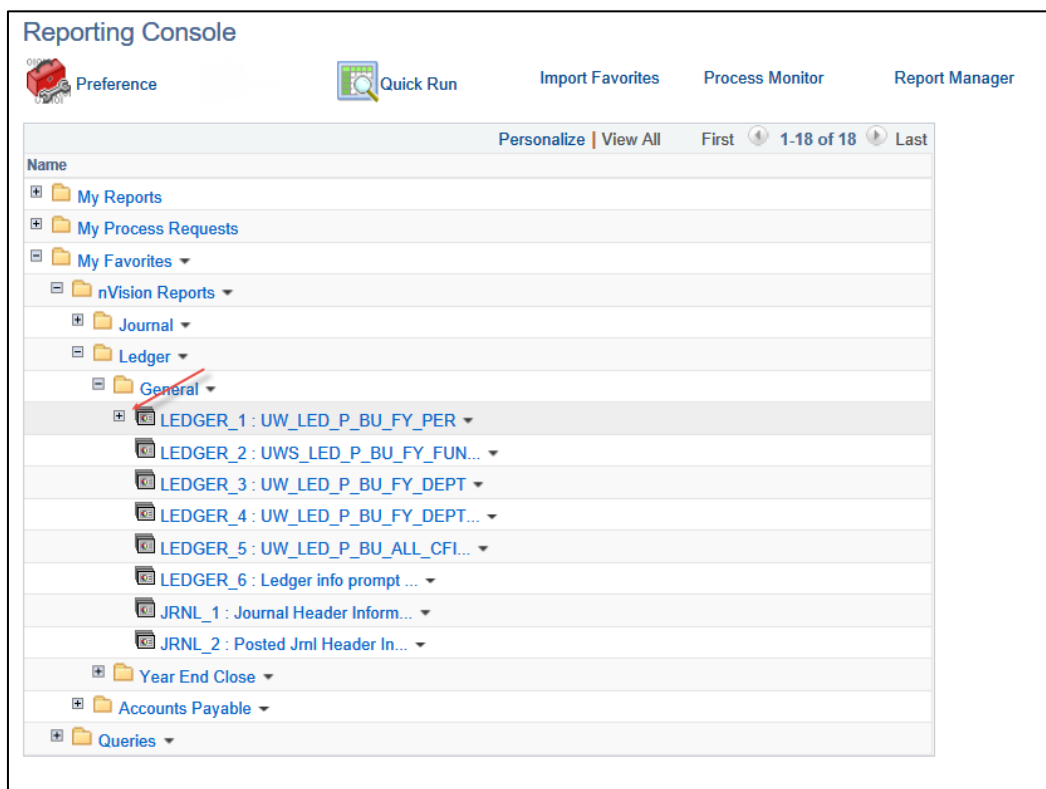 Reporting Console
Preference Quick Run Import Favorites Process Monitor Report Manager
Personalize | View All First 1-18 of 18 Last
Name
My Reports
My Process Requests
My Favorites
nVision Reports
Journal
Ledger
General
LEDGER_1 : UW_LED_P_BU_FY_PER
LEDGER_2 : UWS_LED_P_BU_FY_FUN...
LEDGER_3 : UW_LED_P_BU_FY_DEPT
LEDGER_4 : UW_LED_P_BU_FY_DEPT...
LEDGER_5 : UW_LED_P_BU_ALL_CFI...
LEDGER_6 : Ledger info prompt ...
JRNL_1 : Journal Header Inform...
JRNL_2 : Posted Jrnl Header In...
Year End Close
Accounts Payable
Queries